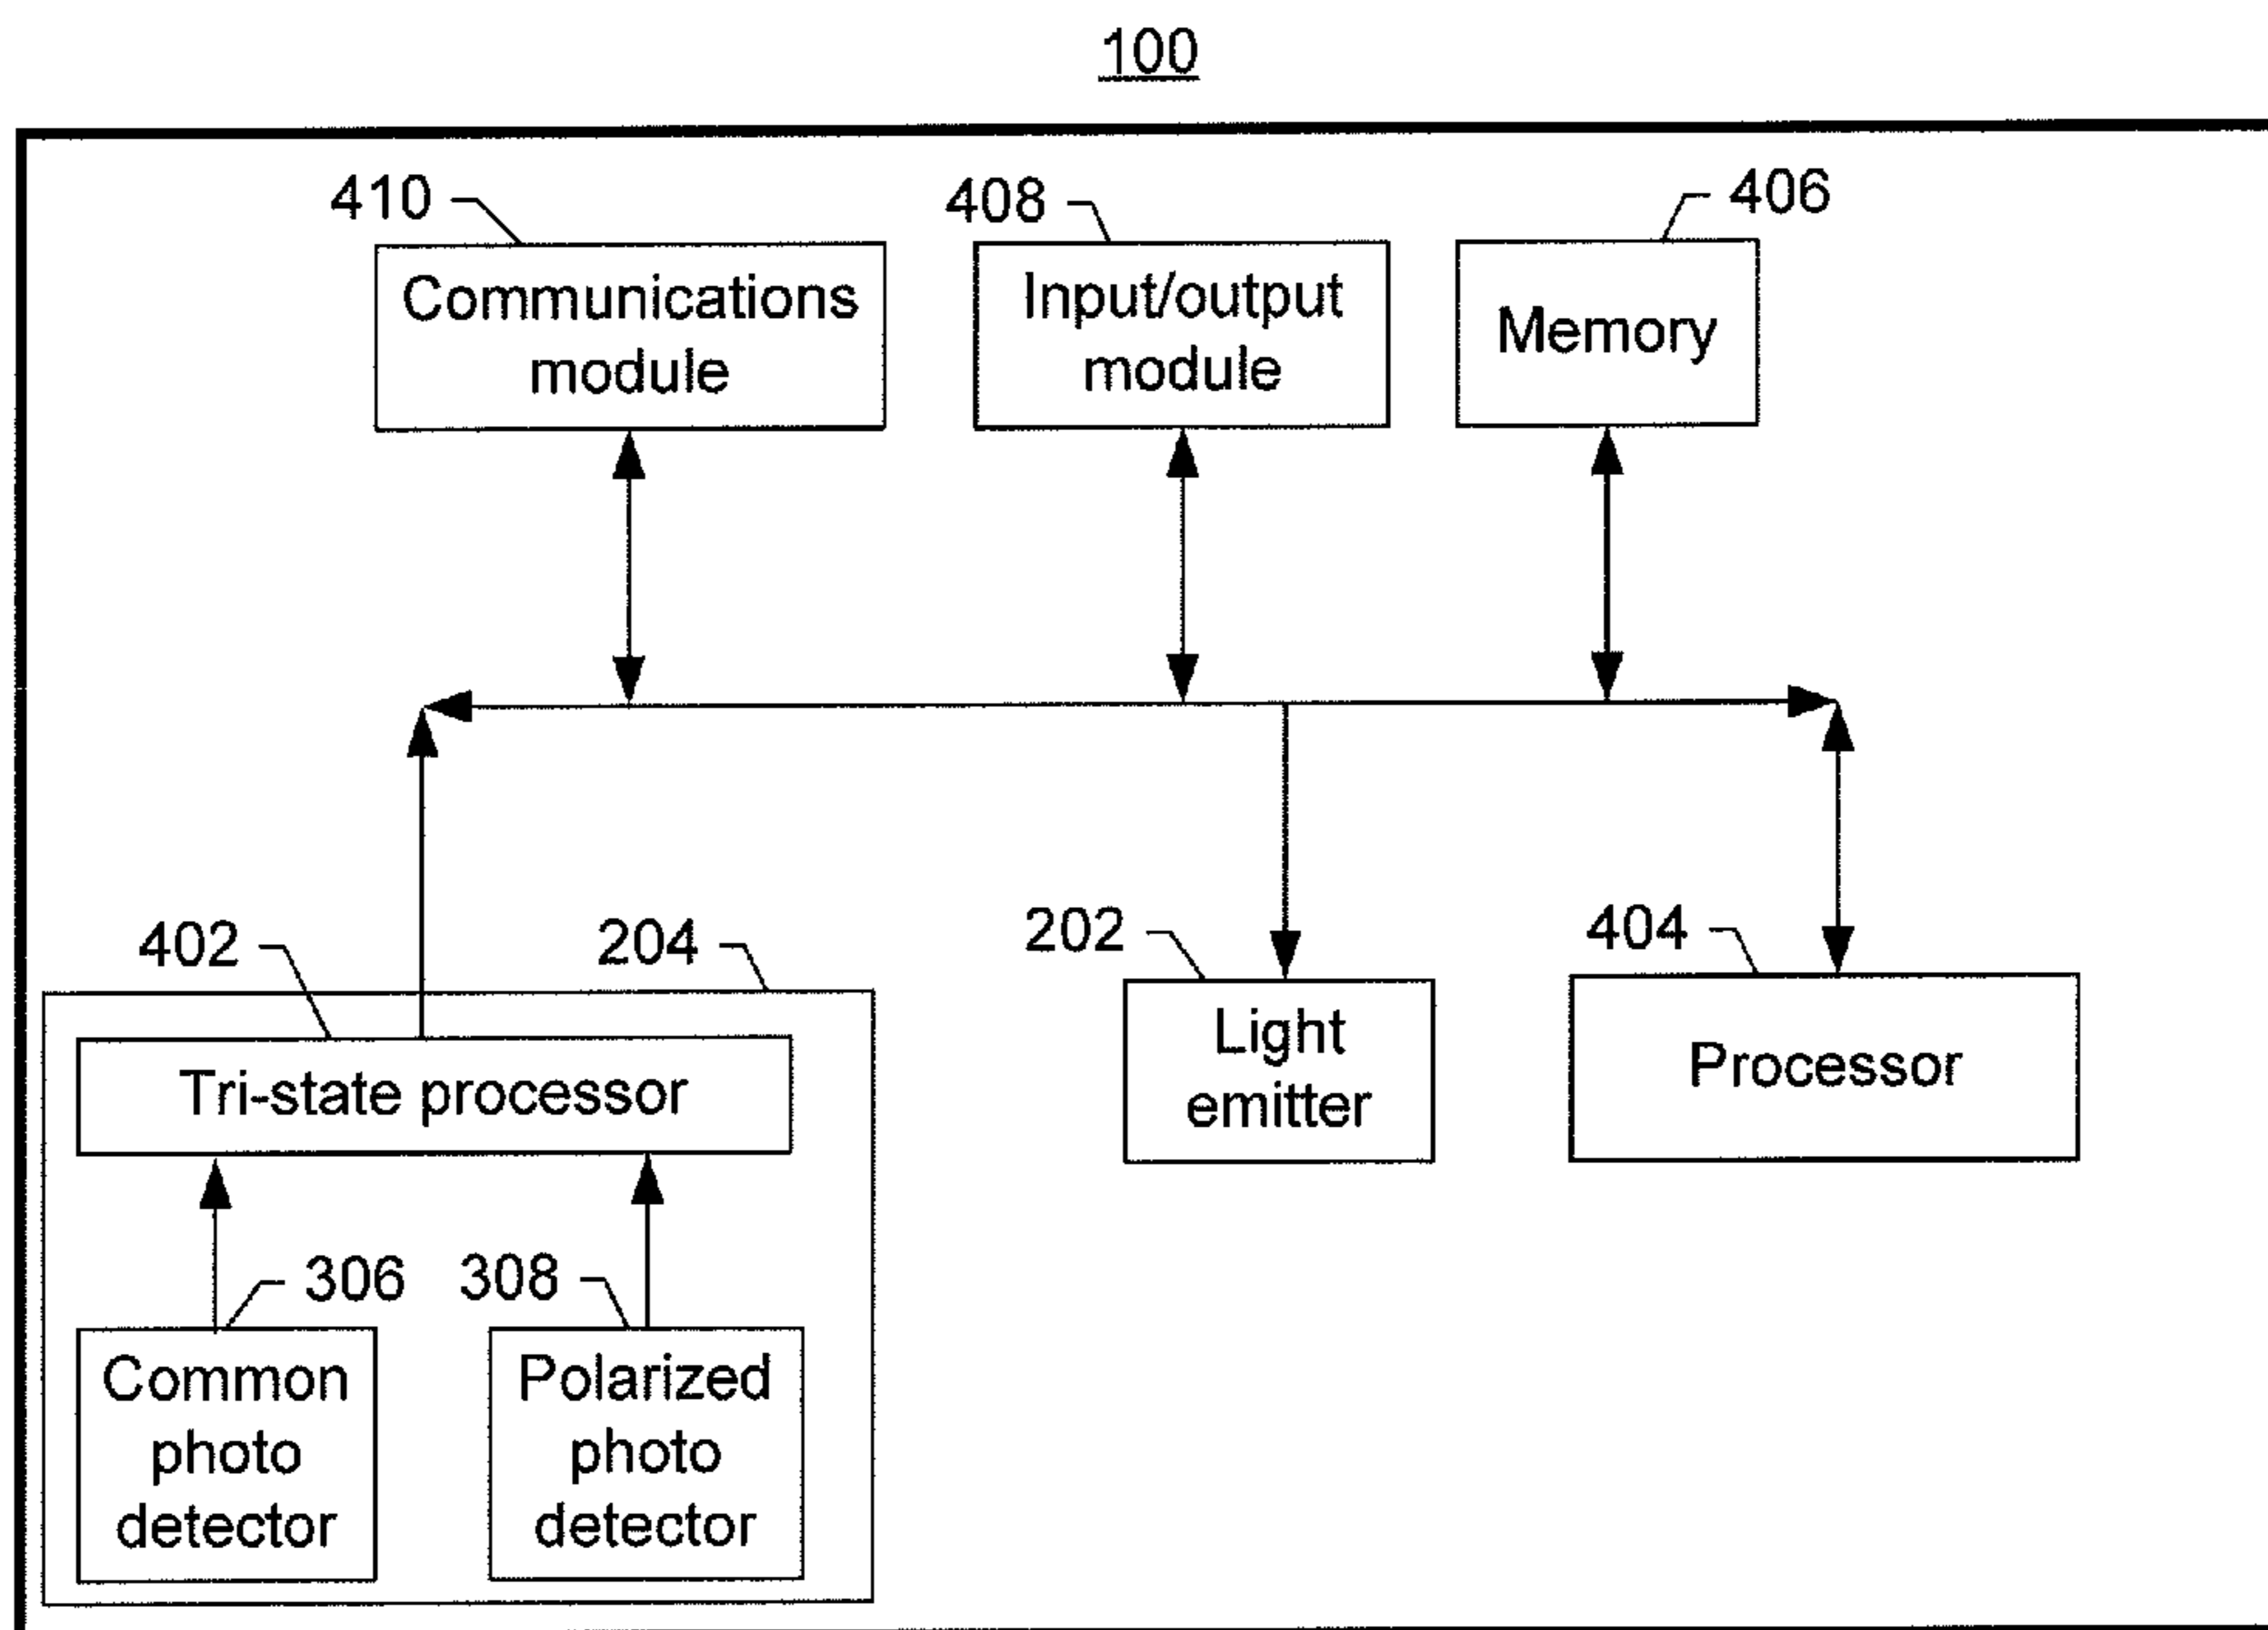 100
410
408
406
Communications
module
Input/output
module
Memory
402
204
202
404
Tri-state processor
Light
emitter
Processor
306
308
Common
photo
detector
Polarized
photo
detector